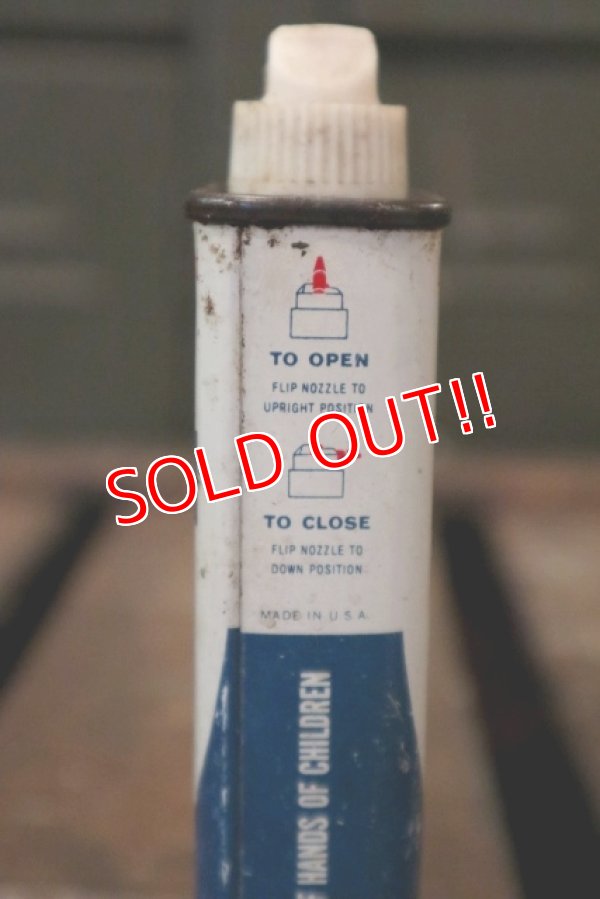 TO OPEN
FLIP NOZZLE TO
UPRIGHT POSITION
SOLD OUT!!
TO CLOSE
FLIP NOZZLE TO
DOWN POSITION
MADE IN U.S.A.
HANDS OF CHILDREN